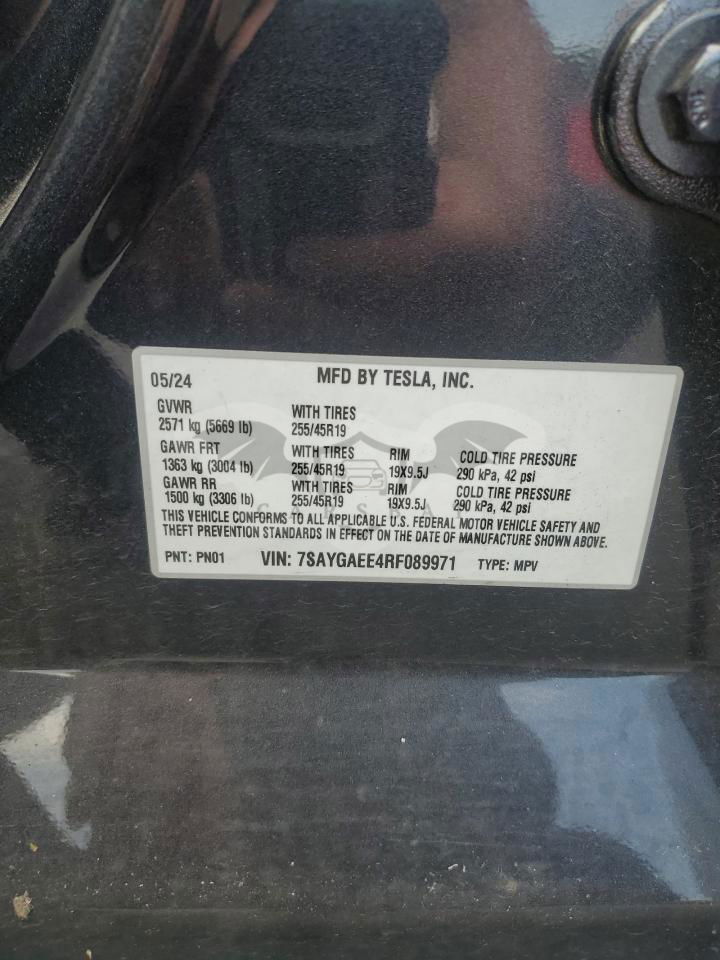 05/24 MFD BY TESLA, INC.
GVWR WITH TIRES
2571 kg (5669 lb) 255/45R19
GAWR FRT WITH TIRES RIM COLD TIRE PRESSURE
1363 kg (3004 lb) 255/45R19 19X9.5J 290 kPa, 42 psi
GAWR RR WITH TIRES RIM COLD TIRE PRESSURE
1500 kg (3306 lb) 255/45R19 19X9.5J 290 kPa, 42 psi
THIS VEHICLE CONFORMS TO ALL APPLICABLE U.S. FEDERAL MOTOR VEHICLE SAFETY AND
THEFT PREVENTION STANDARDS IN EFFECT ON THE DATE OF MANUFACTURE SHOWN ABOVE.
PNT: PN01 VIN: 7SAYGAEE4RF089971 TYPE: MPV